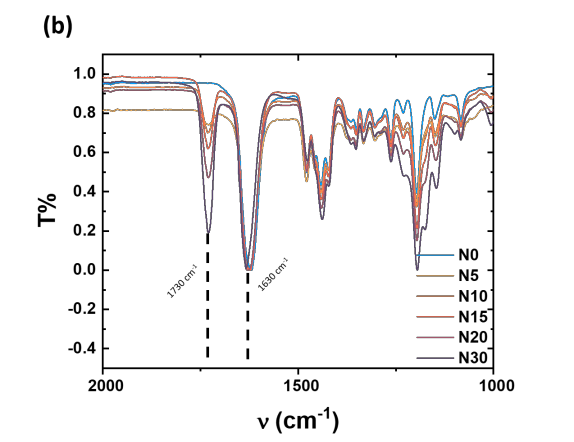 (b)
T%
1.0
0.8
0.6
0.4
0.2
0.0
-0.2
-0.4
1730 cm-1
1630 cm-1
N0
N5
N10
N15
N20
N30
2000
1500
1000
ν (cm-1)